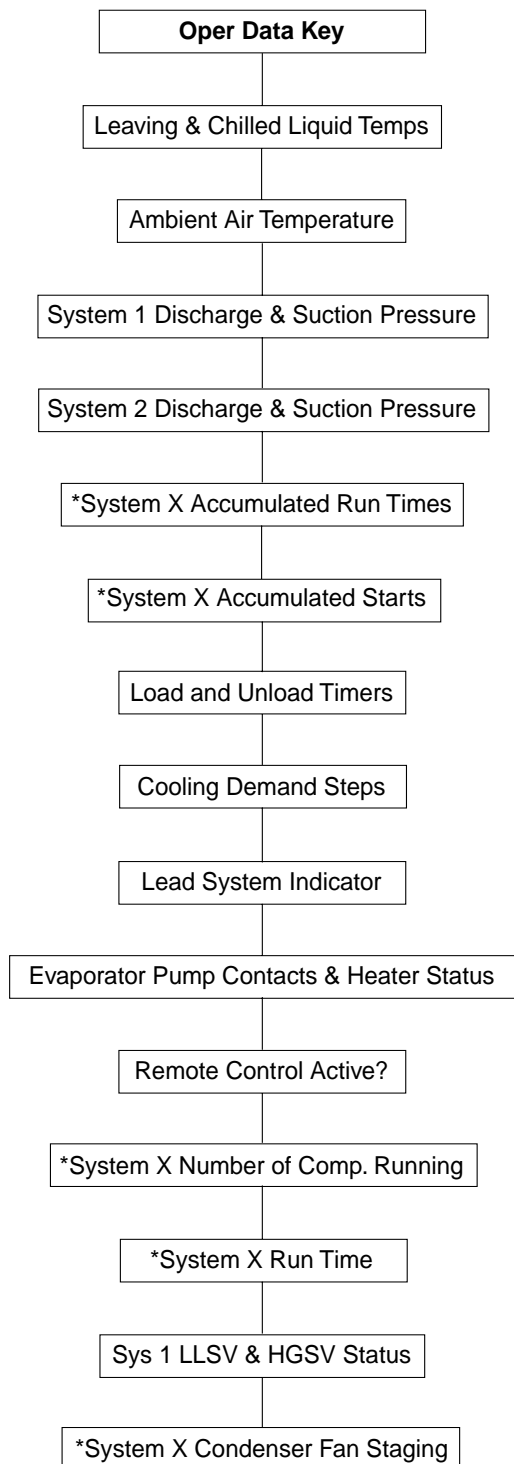 Oper Data Key
Leaving & Chilled Liquid Temps
Ambient Air Temperature
System 1 Discharge & Suction Pressure
System 2 Discharge & Suction Pressure
*System X Accumulated Run Times
*System X Accumulated Starts
Load and Unload Timers
Cooling Demand Steps
Lead System Indicator
Evaporator Pump Contacts & Heater Status
Remote Control Active?
*System X Number of Comp. Running
*System X Run Time
Sys 1 LLSV & HGSV Status
*System X Condenser Fan Staging